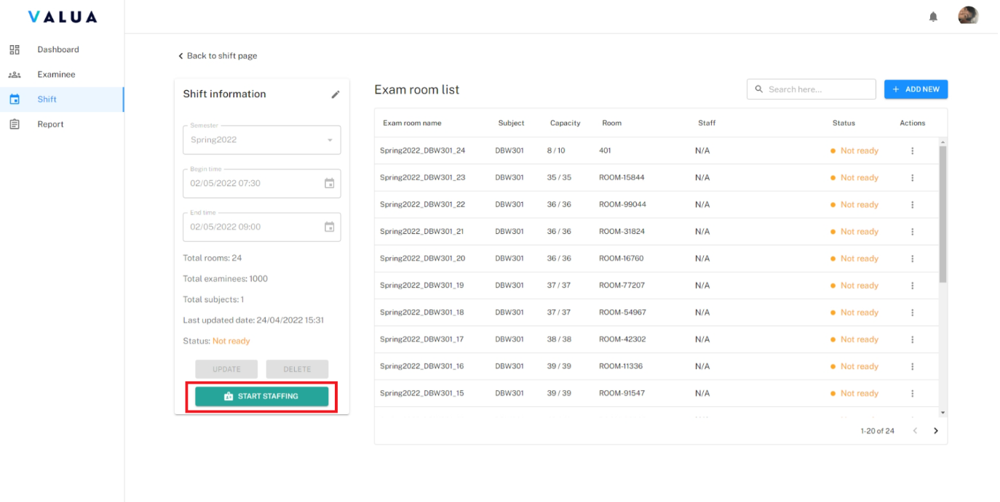 VALUA
Dashboard
Examinee
Shift
Report
Back to shift page
Shift information
Semester
Spring2022
Begin time
02/05/2022 07:30
End time
02/05/2022 09:00
Total rooms: 24
Total examinees: 1000
Total subjects: 1
Last updated date: 24/04/2022 15:31
Status: Not ready
UPDATE DELETE
START STAFFING
Exam room list
Search here...
+ ADD NEW
Exam room name Subject Capacity Room Staff Status Actions
Spring2022_DBW301_24 DBW301 8 / 10 401 N/A Not ready
Spring2022_DBW301_23 DBW301 35 / 35 ROOM-15844 N/A Not ready
Spring2022_DBW301_22 DBW301 36 / 36 ROOM-99044 N/A Not ready
Spring2022_DBW301_21 DBW301 36 / 36 ROOM-31824 N/A Not ready
Spring2022_DBW301_20 DBW301 36 / 36 ROOM-16760 N/A Not ready
Spring2022_DBW301_19 DBW301 37 / 37 ROOM-77207 N/A Not ready
Spring2022_DBW301_18 DBW301 37 / 37 ROOM-54967 N/A Not ready
Spring2022_DBW301_17 DBW301 38 / 38 ROOM-42302 N/A Not ready
Spring2022_DBW301_16 DBW301 39 / 39 ROOM-11336 N/A Not ready
Spring2022_DBW301_15 DBW301 39 / 39 ROOM-91547 N/A Not ready
1-20 of 24